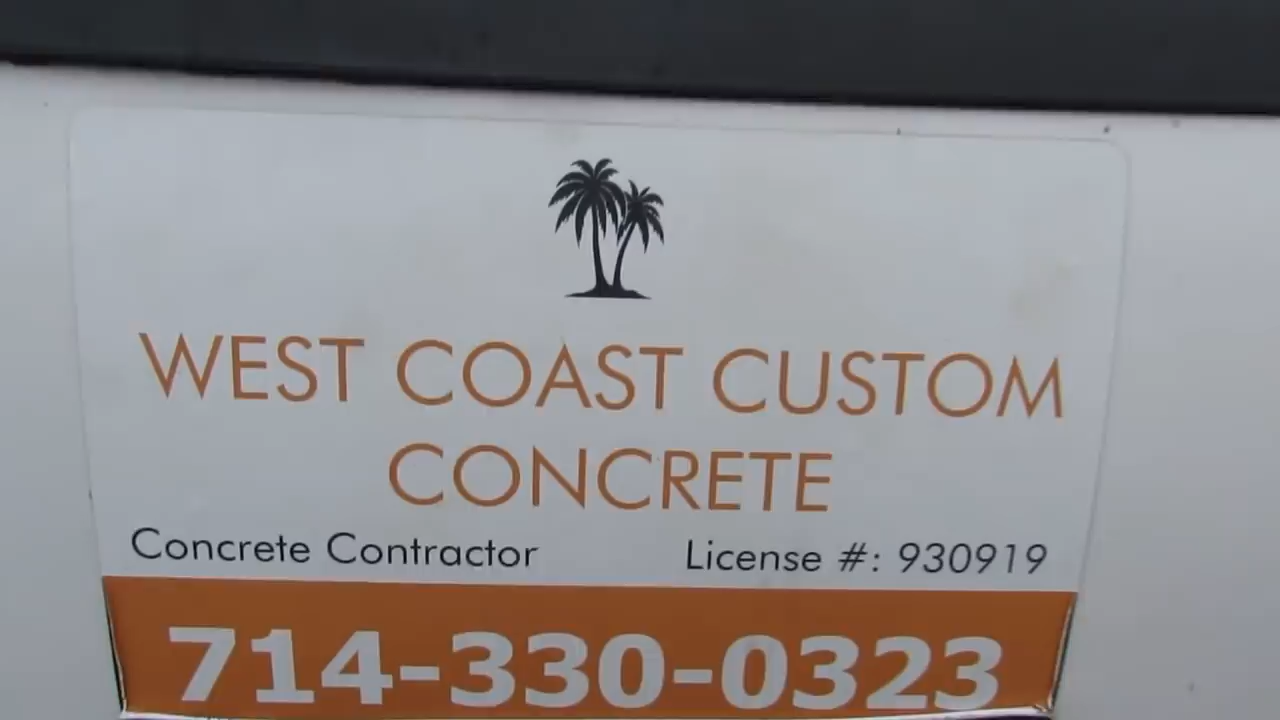 WEST COAST CUSTOM
CONCRETE
Concrete Contractor License #: 930919
714-330-0323